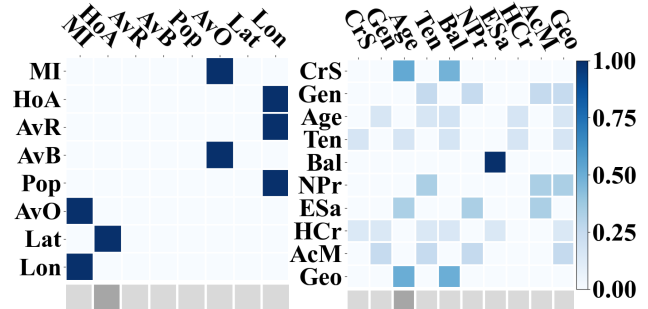 MI HoA AvR AvB Pop AvO Lat Lon
MI
HoA
AvR
AvB
Pop
AvO
Lat
Lon
CrS Gen Age Ten Bal NPr ESa HCr AcM Geo
CrS
Gen
Age
Ten
Bal
NPr
ESa
HCr
AcM
Geo
1.00
0.75
0.50
0.25
0.00